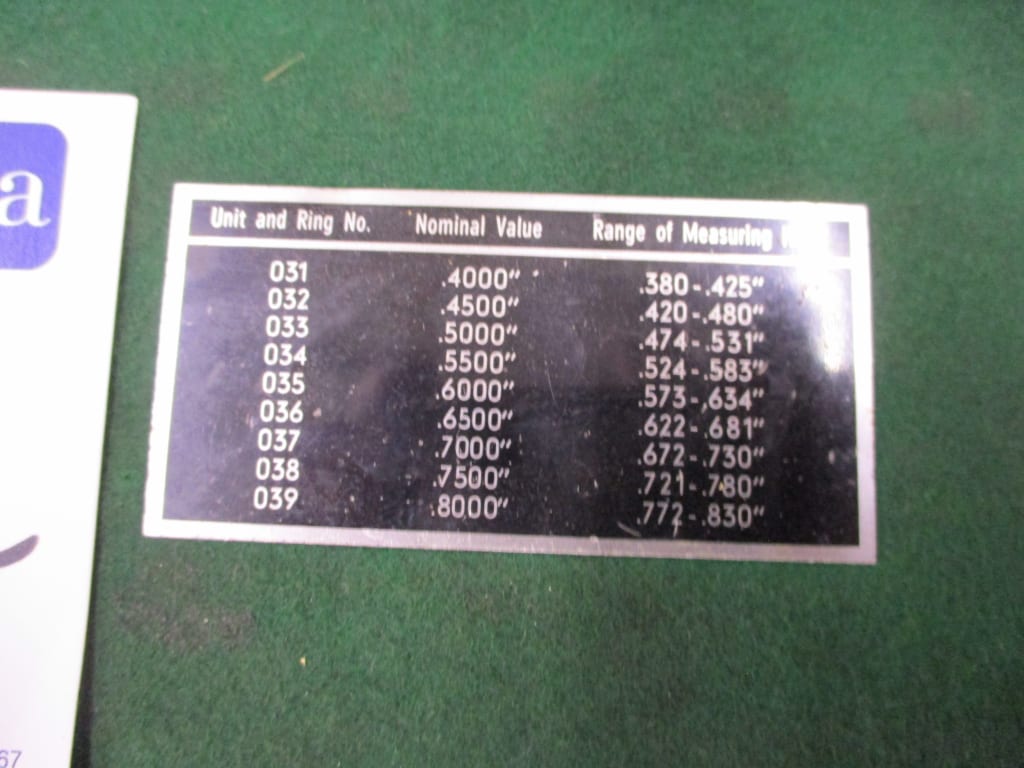 a
Unit and Ring No. Nominal Value Range of Measuring
031 .4000" .380-.425"
032 .4500" .420-.480"
033 .5000" .474-.531"
034 .5500" .524-.583"
035 .6000" .573-.634"
036 .6500" .622-.681"
037 .7000" .672-.730"
038 .7500" .721-.780"
039 .8000" .772-.830"
67